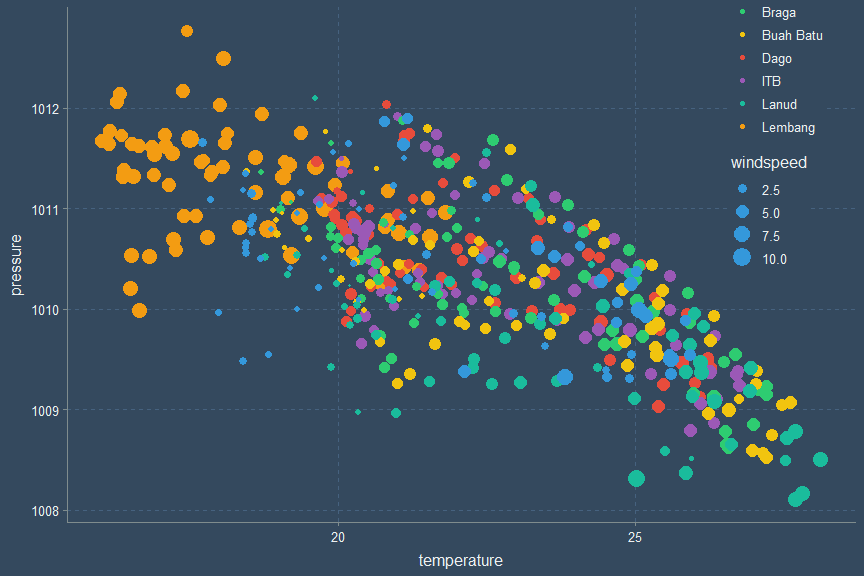 Braga
Buah Batu
Dago
ITB
Lanud
Lembang
windspeed
2.5
5.0
7.5
10.0
pressure
1012
1011
1010
1009
1008
20
25
temperature